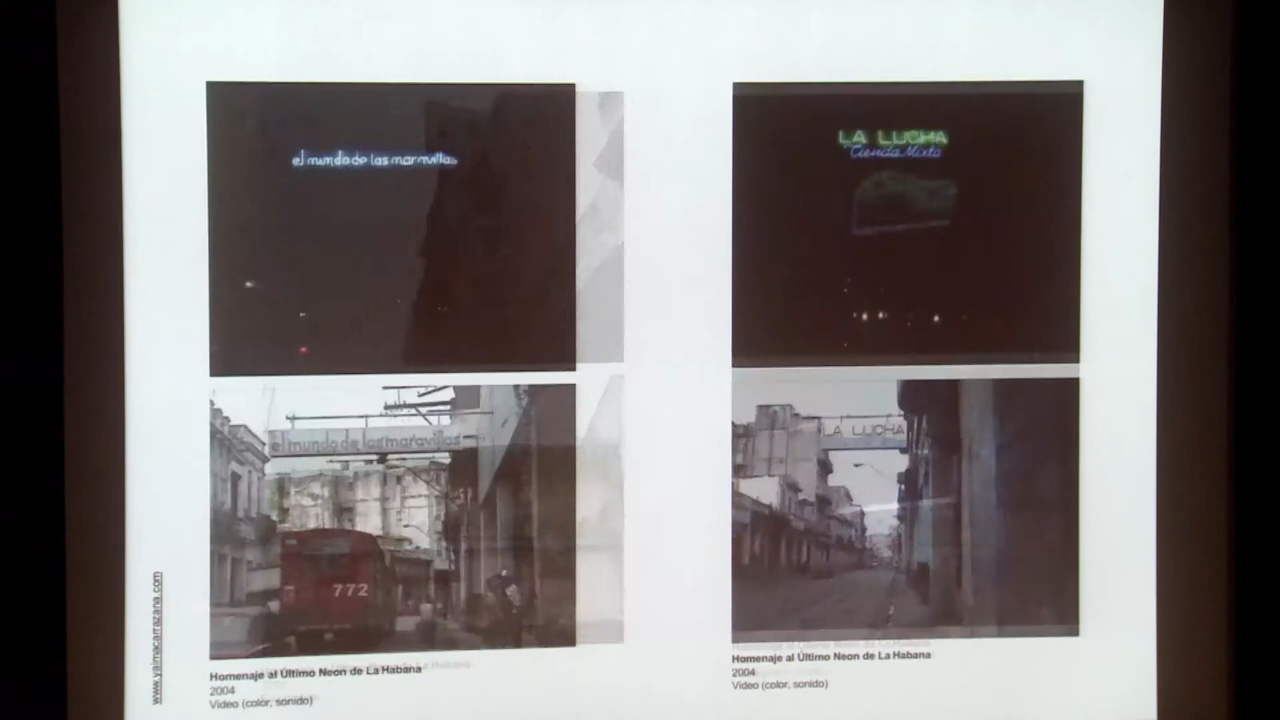 el mundo de las maravillas
LA LUCHA
Tienda Mixta
el mundo de las maravillas
LA LUCHA
772
www.yaimacarrazana.com
Homenaje al Último Neon de La Habana
2004
Video (color, sonido)
Homenaje al Último Neon de La Habana
2004
Video (color, sonido)